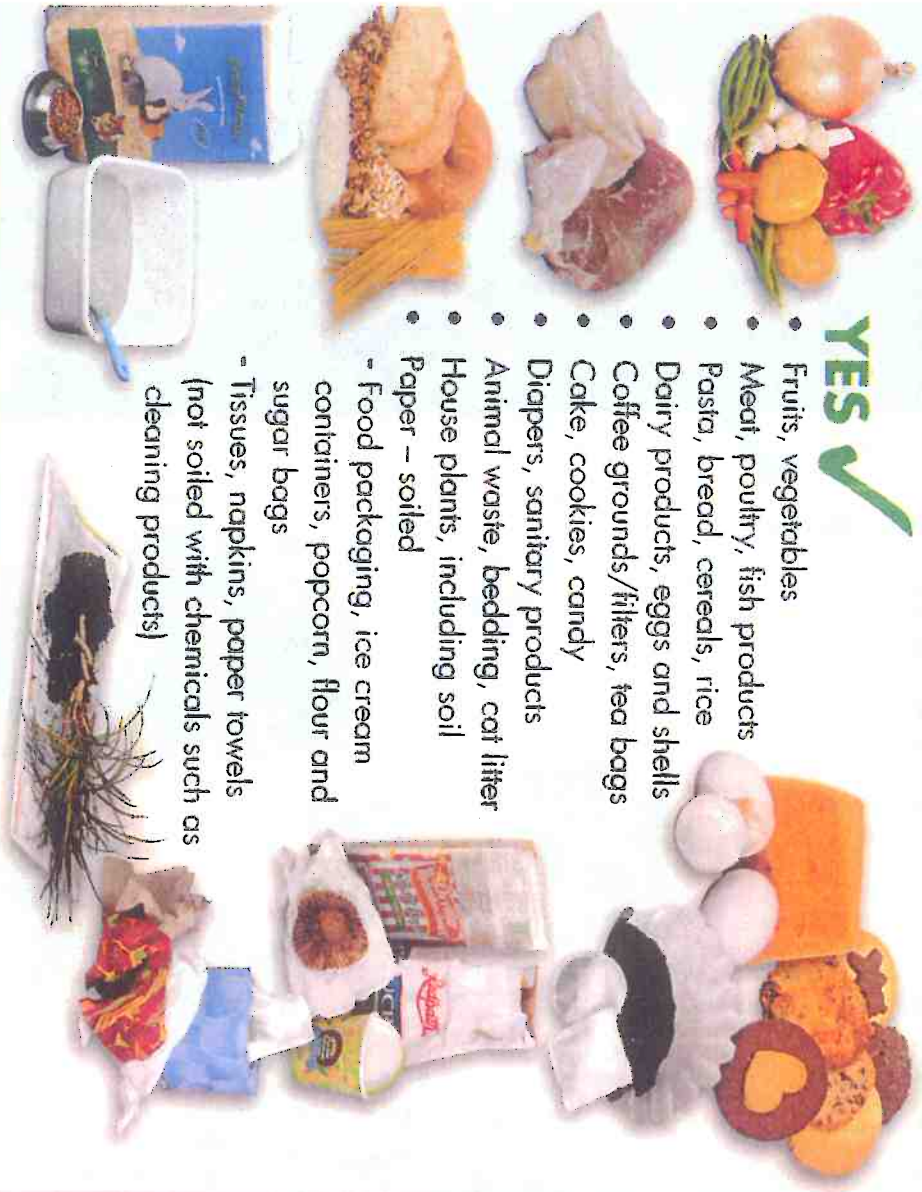 YES ✓
• Fruits, vegetables
• Meat, poultry, fish products
• Pasta, bread, cereals, rice
• Dairy products, eggs and shells
• Coffee grounds/filters, tea bags
• Cake, cookies, candy
• Diapers, sanitary products
• Animal waste, bedding, cat litter
• House plants, including soil
• Paper – soiled
- Food packaging, ice cream
containers, popcorn, flour and
sugar bags
- Tissues, napkins, paper towels
(not soiled with chemicals such as
cleaning products)
Redpath